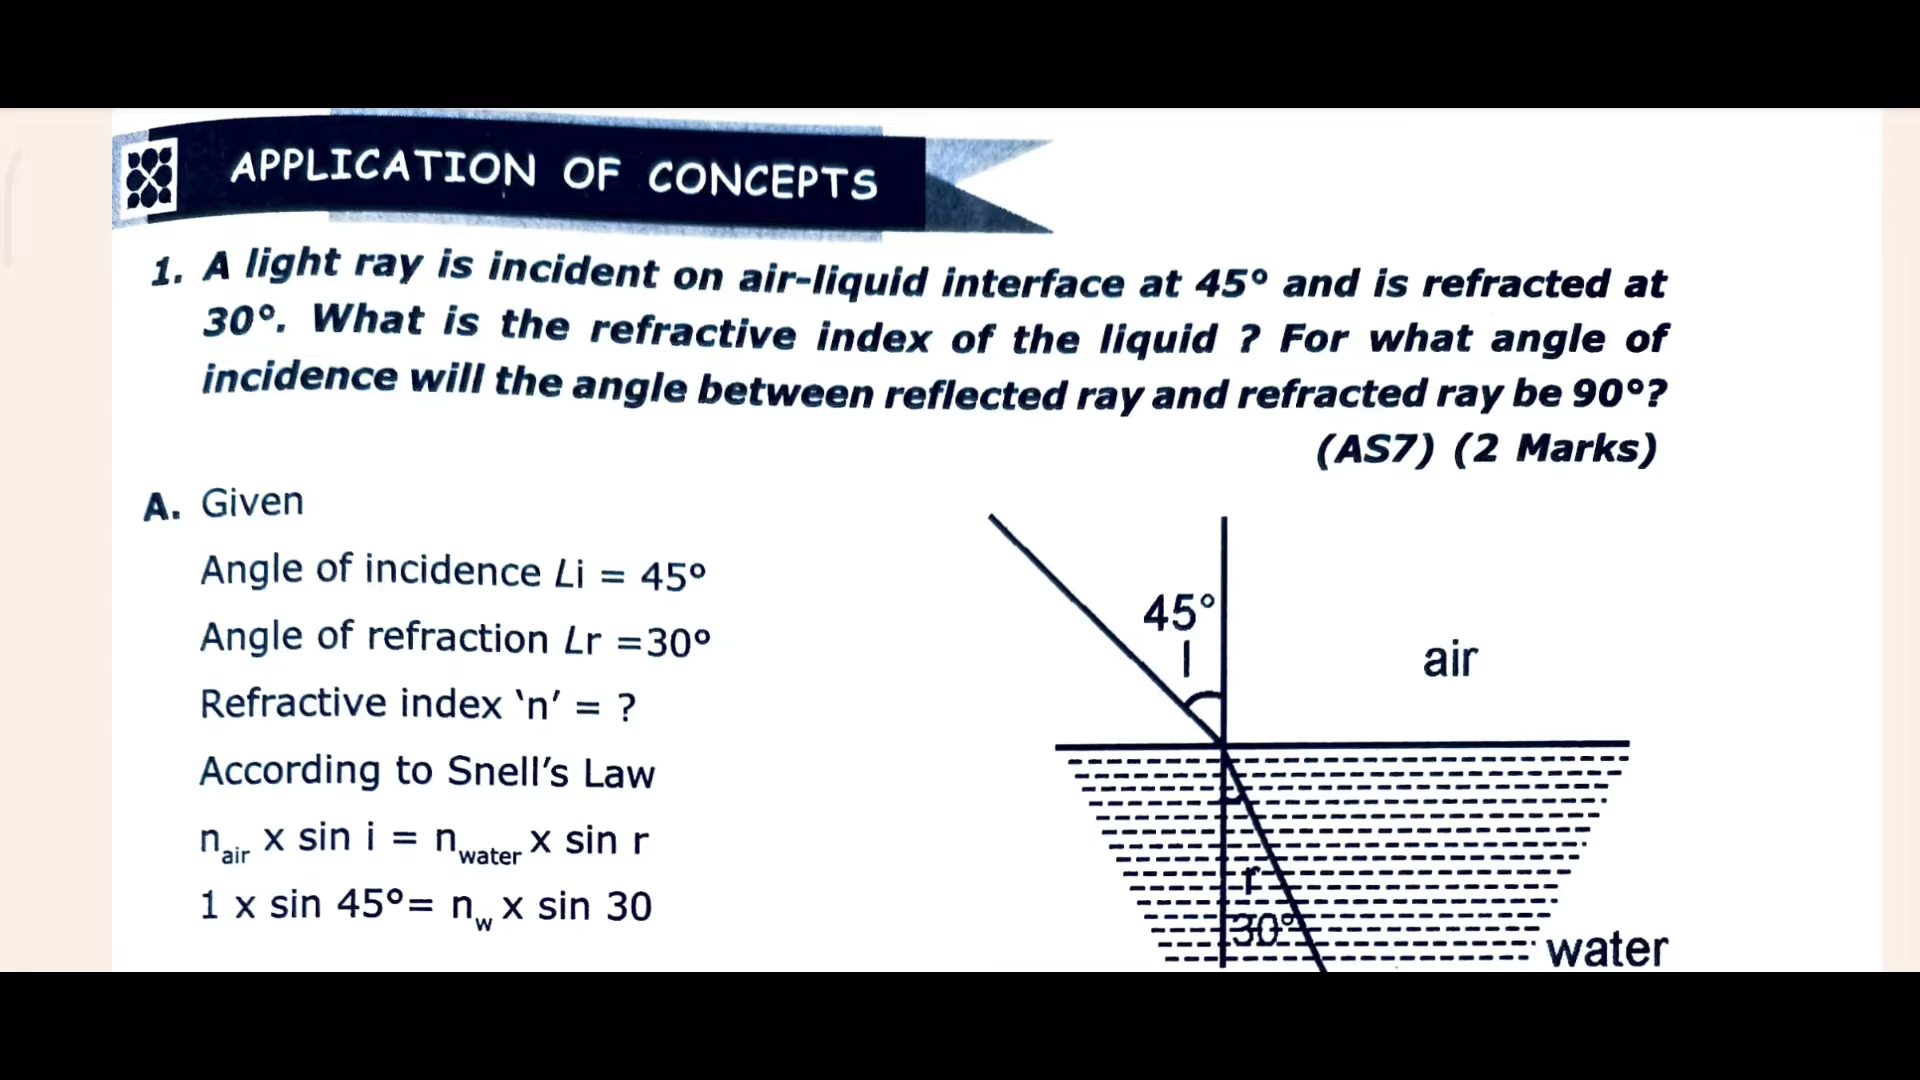 APPLICATION OF CONCEPTS
1. A light ray is incident on air-liquid interface at 45° and is refracted at
30°. What is the refractive index of the liquid ? For what angle of
incidence will the angle between reflected ray and refracted ray be 90°?
(AS7) (2 Marks)
A. Given
Angle of incidence Li = 45°
Angle of refraction Lr =30°
Refractive index ‘n’ = ?
According to Snell’s Law
n_air x sin i = n_water x sin r
1 x sin 45°= n_w x sin 30
45°
I
air
r
30°
water